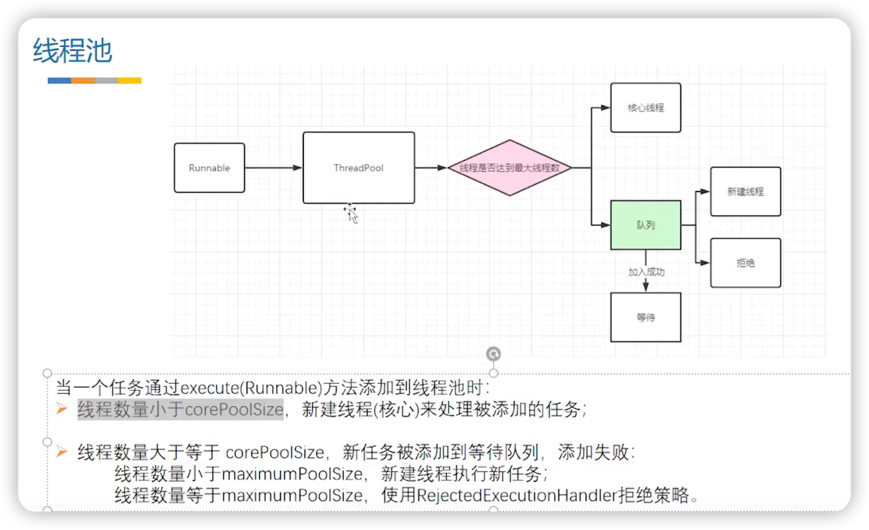 线程池
核心线程
Runnable
ThreadPool
线程是否达到最大线程数
新建线程
队列
拒绝
加入成功
等待
当一个任务通过execute(Runnable)方法添加到线程池时:
线程数量小于corePoolSize，新建线程(核心)来处理被添加的任务;
线程数量大于等于 corePoolSize，新任务被添加到等待队列，添加失败:
线程数量小于maximumPoolSize，新建线程执行新任务;
线程数量等于maximumPoolSize，使用RejectedExecutionHandler拒绝策略。